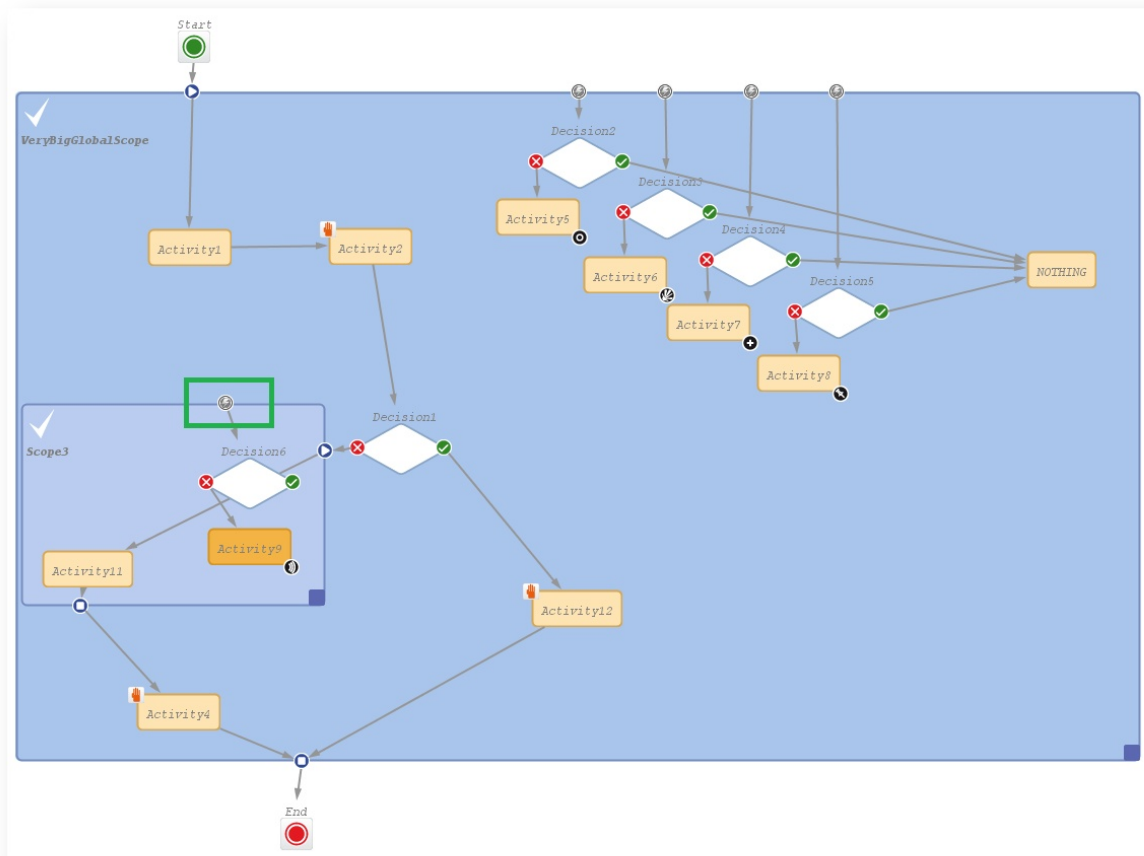 Start
VeryBigGlobalScope
Decision2
Decision3
Activity5
Decision4
Activity1
Activity2
Activity6
NOTHING
Decision5
Activity7
Activity8
Decision1
Scope3
Decision6
Activity9
Activity11
Activity12
Activity4
End